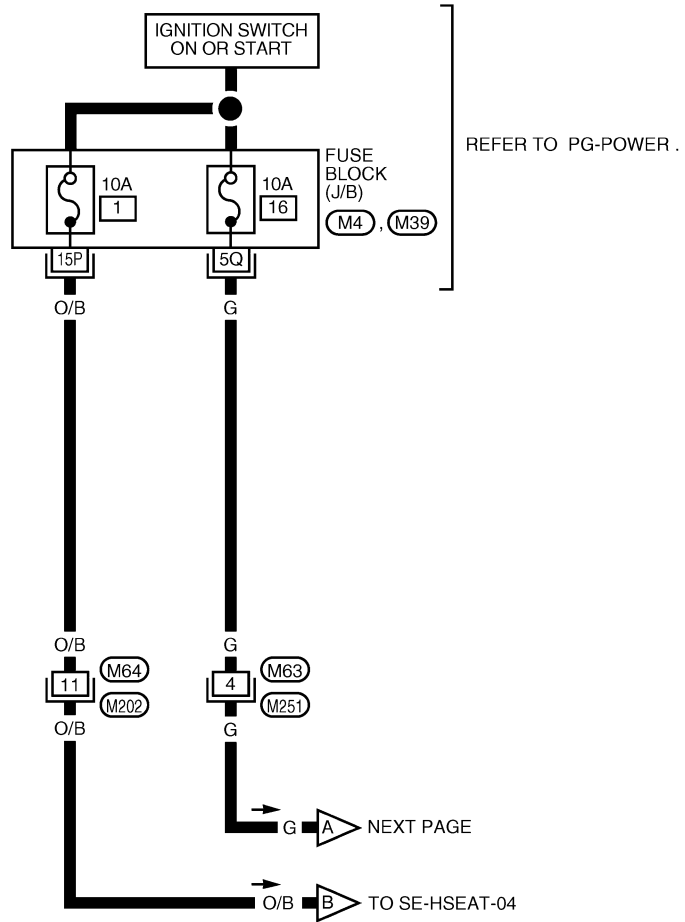 IGNITION SWITCH
ON OR START
REFER TO PG-POWER .
FUSE
BLOCK
(J/B)
10A
1
10A
16
M4 , M39
15P
5Q
O/B
G
O/B
G
11
M64
M202
4
M63
M251
O/B
G
G
A
NEXT PAGE
O/B
B
TO SE-HSEAT-04